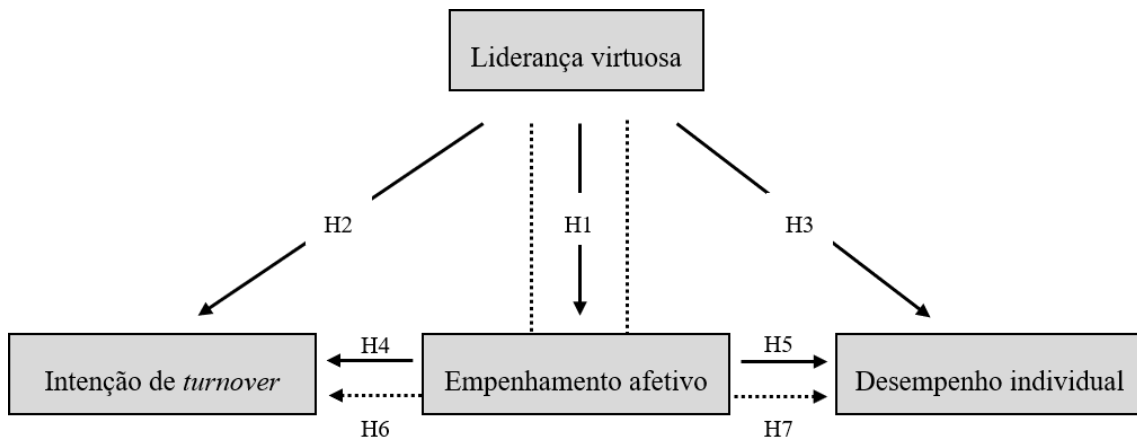 Liderança virtuosa
H2
H1
H3
H4
H5
Intenção de turnover
Empenhamento afetivo
Desempenho individual
H6
H7